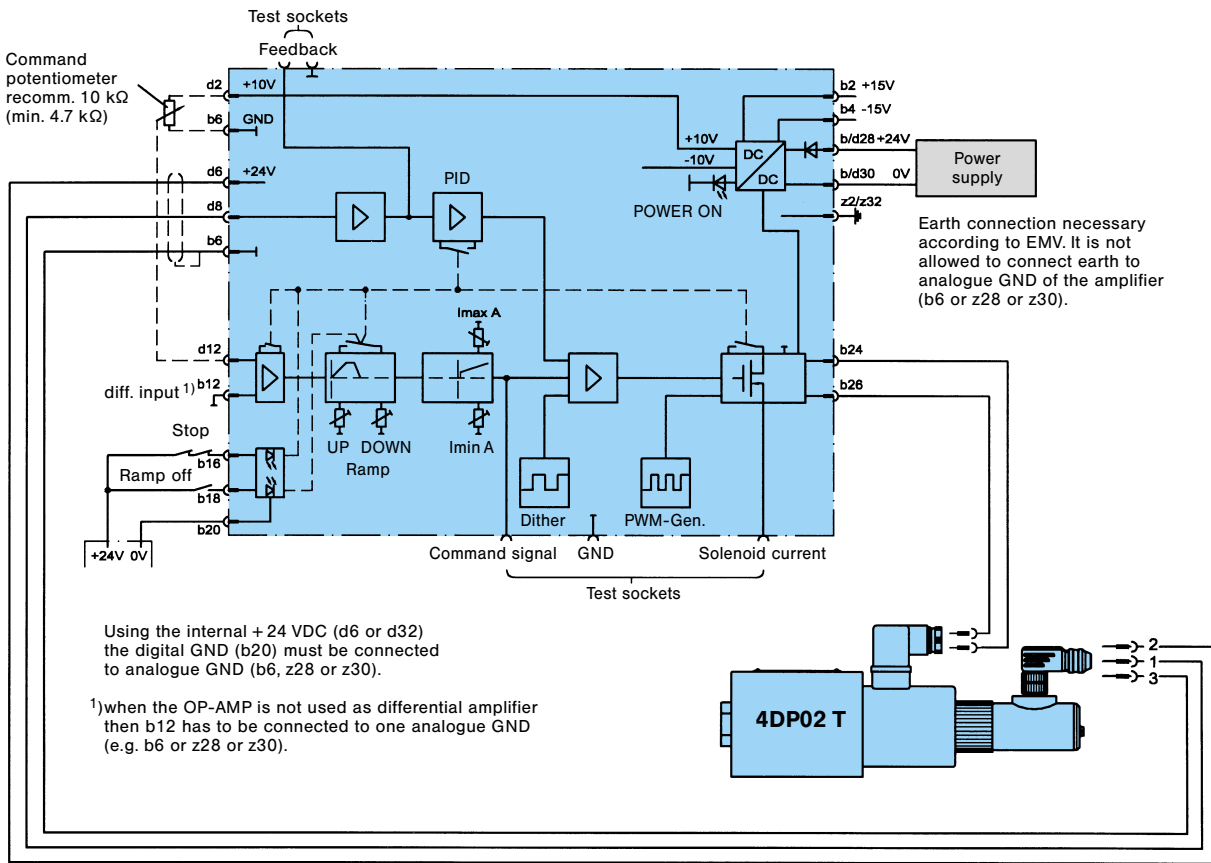 Test sockets
Feedback
Command
potentiometer
recomm. 10 kΩ
(min. 4.7 kΩ)
d2 +10V
b6 GND
d6 +24V
d8
b6
PID
+10V
-10V
DC
DC
POWER ON
b2 +15V
b4 -15V
b/d28 +24V
b/d30 0V
z2/z32
Power
supply
Earth connection necessary
according to EMV. It is not
allowed to connect earth to
analogue GND of the amplifier
(b6 or z28 or z30).
Imax A
d12
diff. input 1) b12
b24
b26
UP DOWN
Ramp
Imin A
Stop
b16
Ramp off
b18
b20
+24V 0V
Dither
PWM-Gen.
Command signal
GND
Solenoid current
Test sockets
Using the internal + 24 VDC (d6 or d32)
the digital GND (b20) must be connected
to analogue GND (b6, z28 or z30).
1)when the OP-AMP is not used as differential amplifier
then b12 has to be connected to one analogue GND
(e.g. b6 or z28 or z30).
4DP02 T
2
1
3